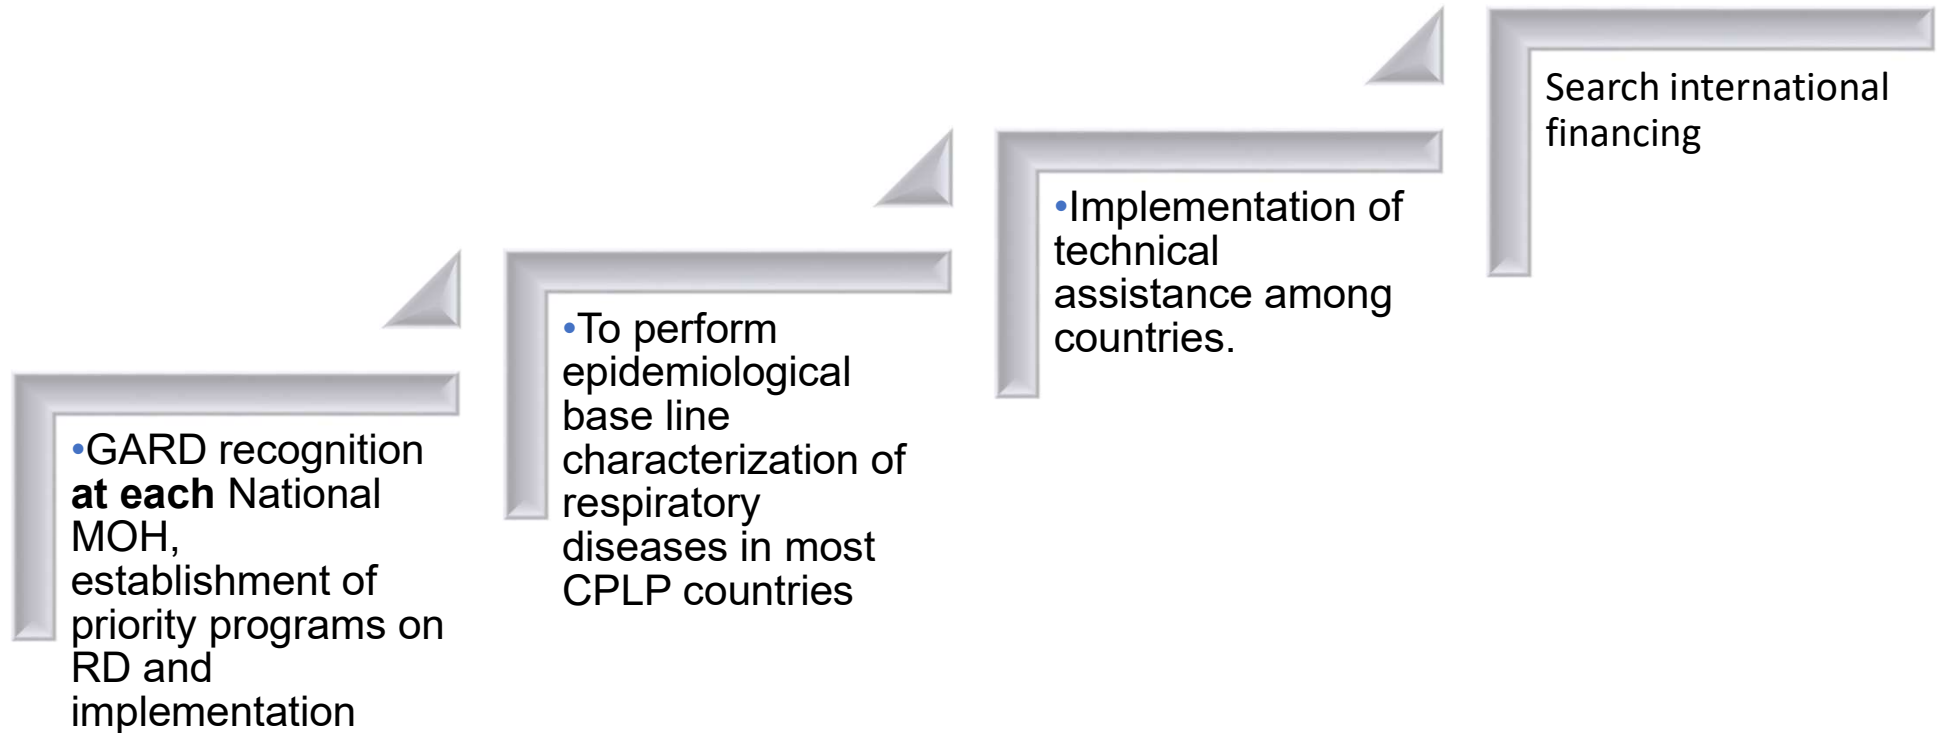 •GARD recognition
at each National
MOH,
establishment of
priority programs on
RD and
implementation
•To perform
epidemiological
base line
characterization of
respiratory
diseases in most
CPLP countries
•Implementation of
technical
assistance among
countries.
Search international
financing